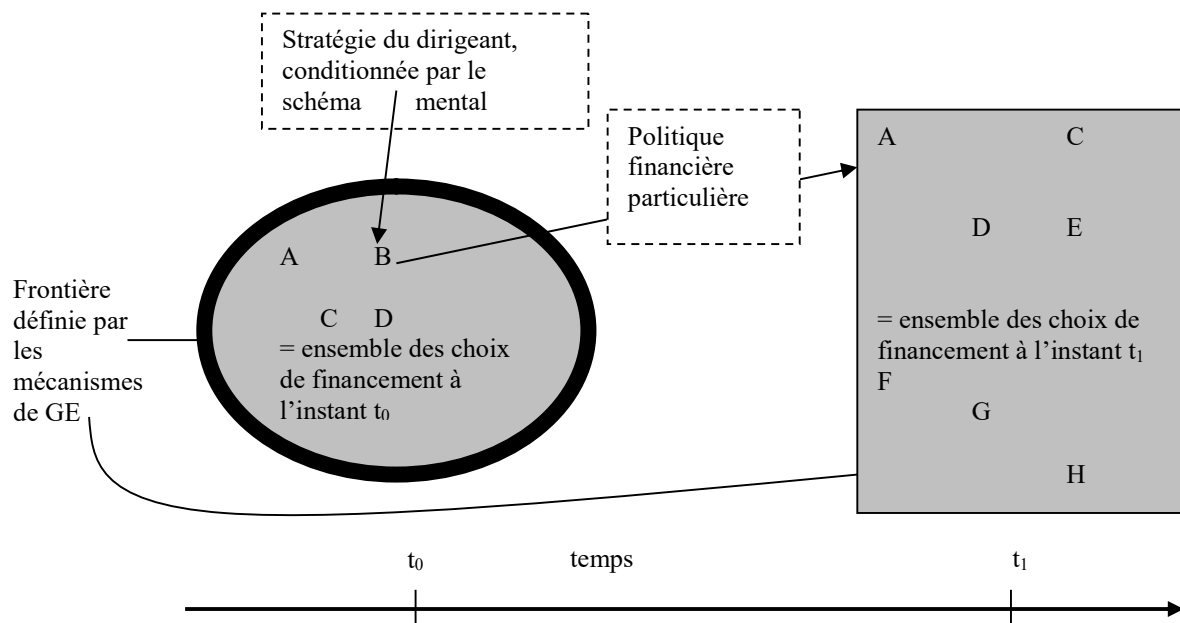 Stratégie du dirigeant,
conditionnée par le
schéma mental
Politique
financière
particulière
A C
D E
= ensemble des choix de
financement à l’instant t₁
F
G
H
A B
C D
= ensemble des choix
de financement à
l’instant t₀
Frontière
définie par
les
mécanismes
de GE
t₀ temps t₁